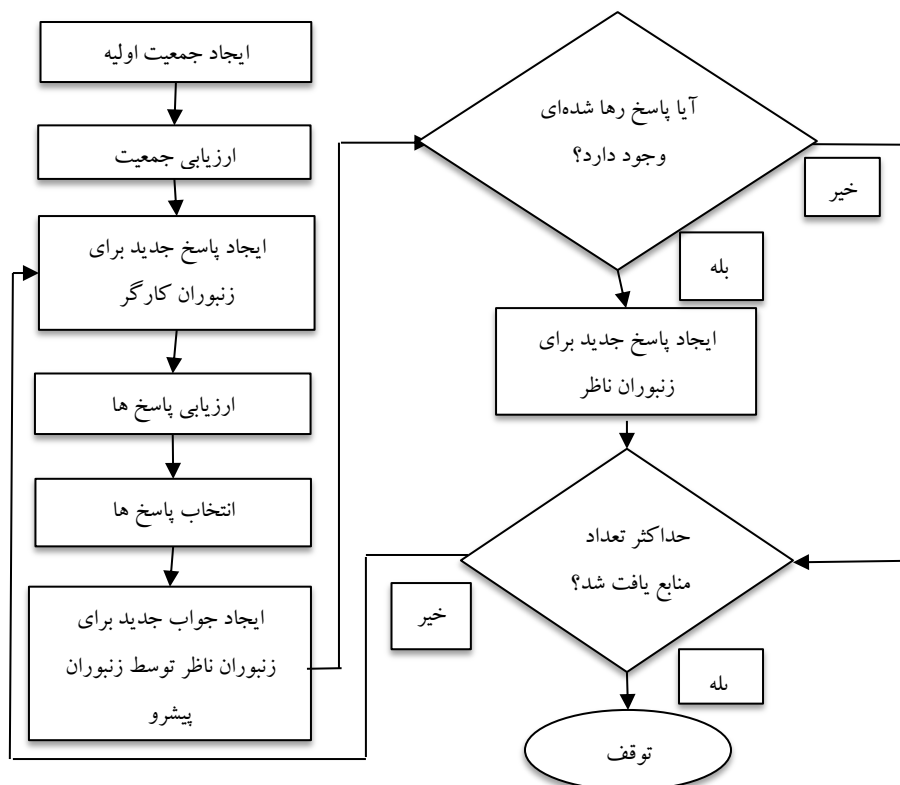 ایجاد جمعیت اولیه
ارزیابی جمعیت
ایجاد پاسخ جدید برای
زنبوران کارگر
ارزیابی پاسخ ها
انتخاب پاسخ ها
ایجاد جواب جدید برای
زنبوران ناظر توسط زنبوران
پیشرو
آیا پاسخ رها شده‌ای
وجود دارد؟
خیر
بله
ایجاد پاسخ جدید برای
زنبوران ناظر
حداکثر تعداد
منابع یافت شد؟
خیر
بله
توقف